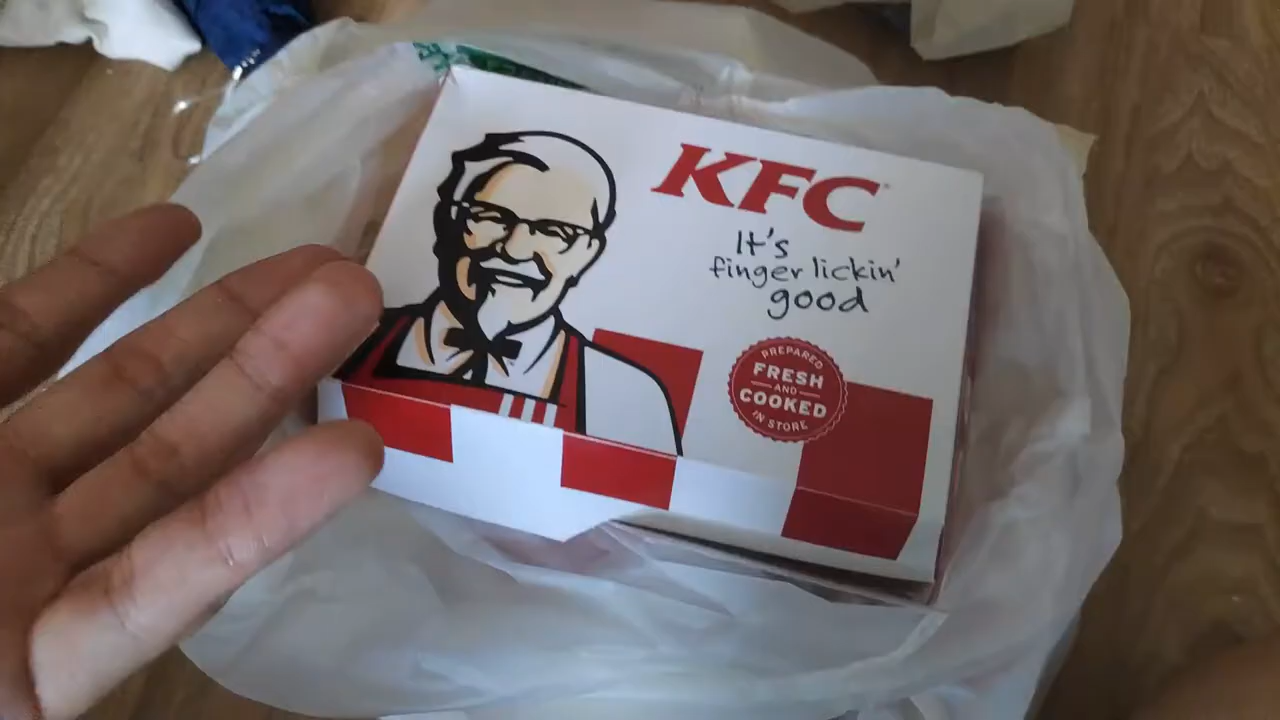 KFC
It's
finger lickin'
good
PREPARED
FRESH
AND
COOKED
IN STORE